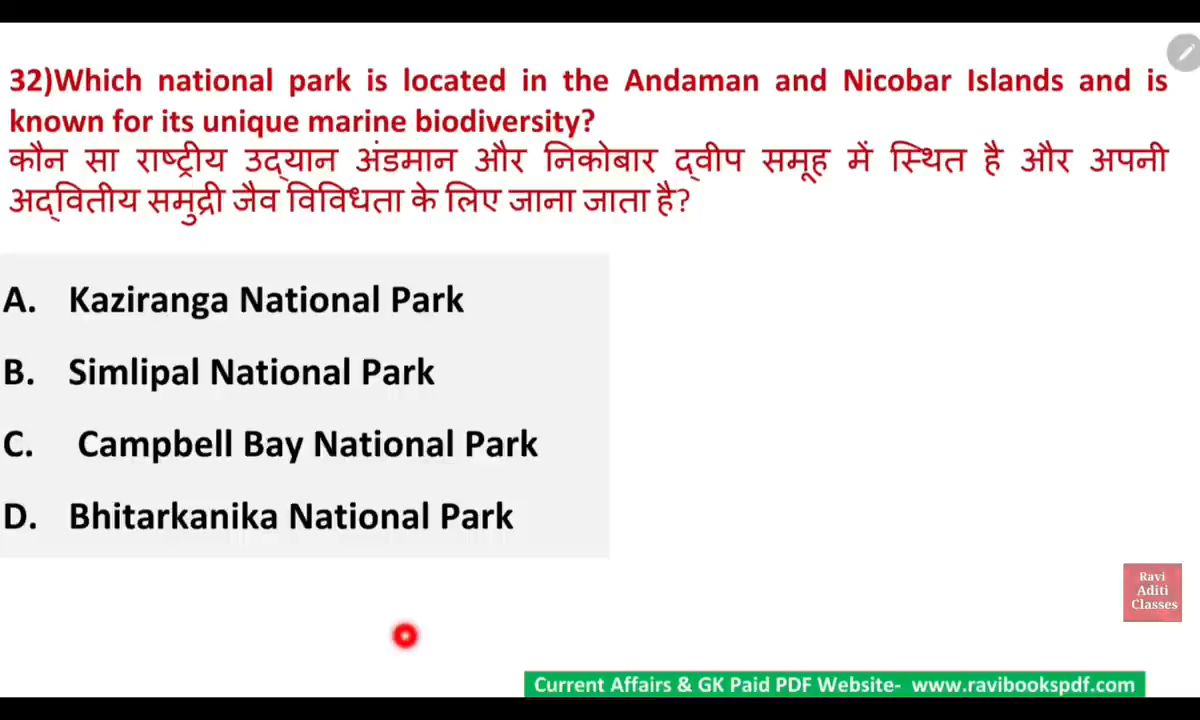 32)Which national park is located in the Andaman and Nicobar Islands and is
known for its unique marine biodiversity?
कौन सा राष्ट्रीय उद्यान अंडमान और निकोबार द्वीप समूह में स्थित है और अपनी
अद्वितीय समुद्री जैव विविधता के लिए जाना जाता है?
A. Kaziranga National Park
B. Simlipal National Park
C. Campbell Bay National Park
D. Bhitarkanika National Park
Ravi
Aditi
Classes
Current Affairs & GK Paid PDF Website- www.ravibookspdf.com